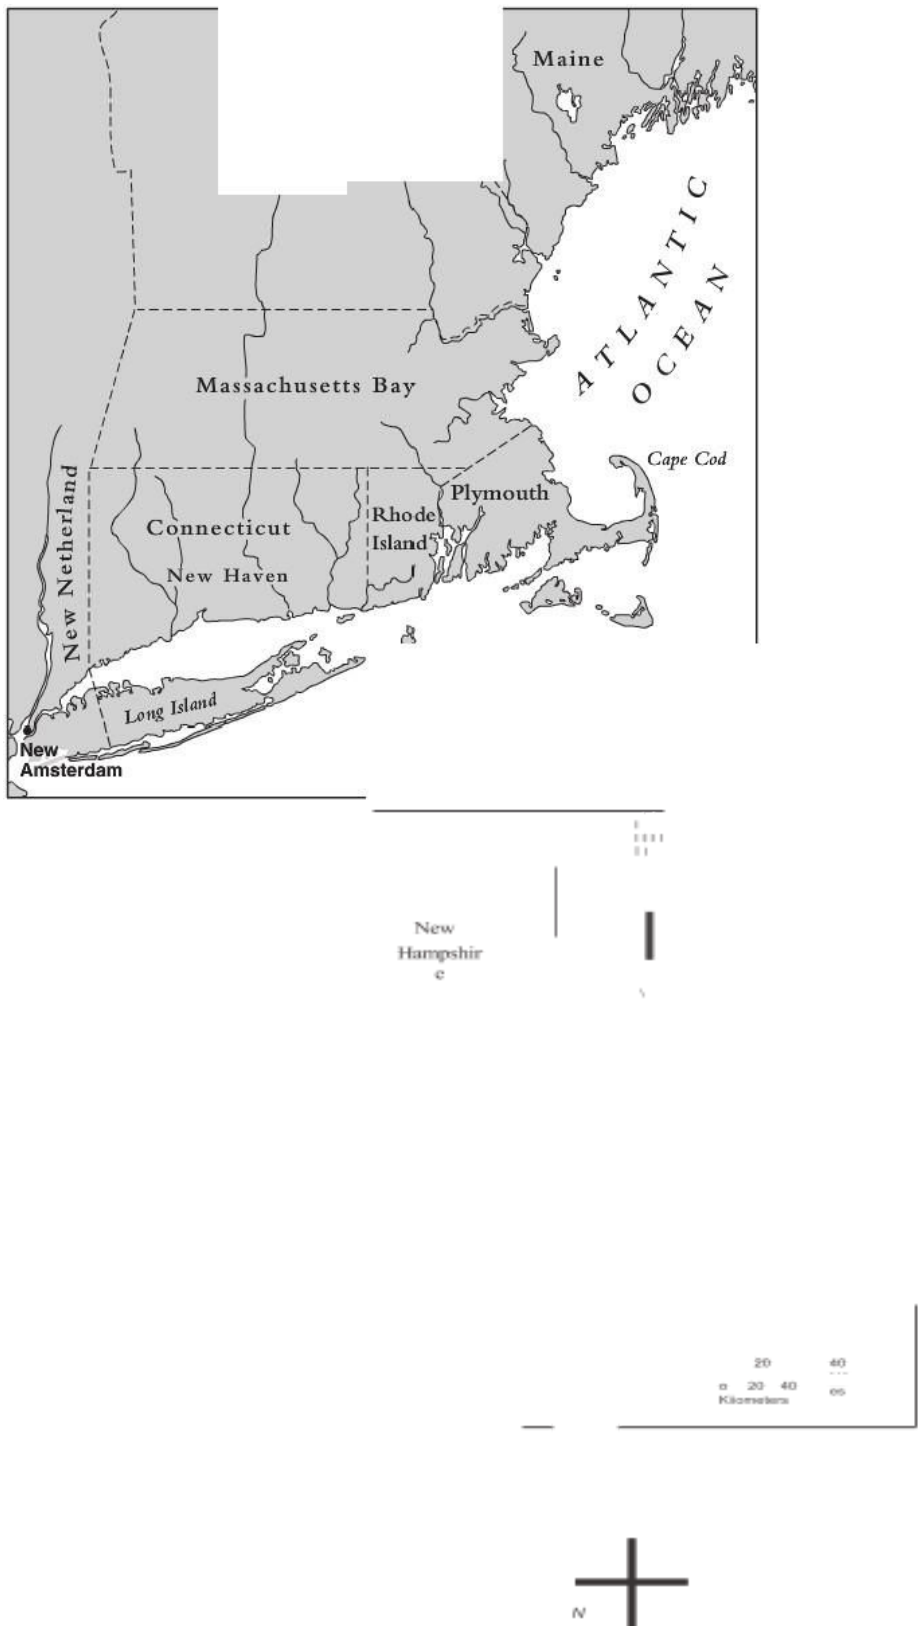 Maine
ATLANTIC
OCEAN
Massachusetts Bay
Cape Cod
New Netherland
Plymouth
Connecticut
Rhode
Island
New Haven
Long Island
New
Amsterdam
New
Hampshir
e
20 40
20 40
es
Kilometers
N